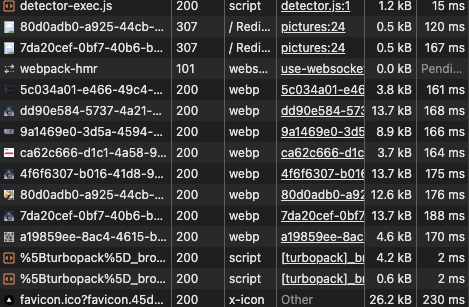 detector-exec.js 200 script detector.js:1 1.2 kB 15 ms
80d0adb0-a925-44cb-... 307 / Redi... pictures:24 0.5 kB 120 ms
7da20cef-0bf7-40b6-b... 307 / Redi... pictures:24 0.5 kB 167 ms
webpack-hmr 101 webs... use-websocke 0.0 kB Pendi...
5c034a01-e466-49c4-... 200 webp 5c034a01-e46 3.8 kB 161 ms
dd90e584-5737-4a21-... 200 webp dd90e584-573 13.7 kB 168 ms
9a1469e0-3d5a-4594-... 200 webp 9a1469e0-3d5 8.9 kB 166 ms
ca62c666-d1c1-4a58-9... 200 webp ca62c666-d1c 3.7 kB 164 ms
4f6f6307-b016-41d8-9... 200 webp 4f6f6307-b016 13.7 kB 175 ms
80d0adb0-a925-44cb-... 200 webp 80d0adb0-a92 12.6 kB 176 ms
7da20cef-0bf7-40b6-b... 200 webp 7da20cef-0bf7 13.7 kB 188 ms
a19859ee-8ac4-4615-b... 200 webp a19859ee-8ac 4.6 kB 170 ms
%5Bturbopack%5D_bro... 200 script [turbopack]_br 4.2 kB 2 ms
%5Bturbopack%5D_bro... 200 script [turbopack]_br 0.6 kB 2 ms
favicon.ico?favicon.45d... 200 x-icon Other 26.2 kB 230 ms